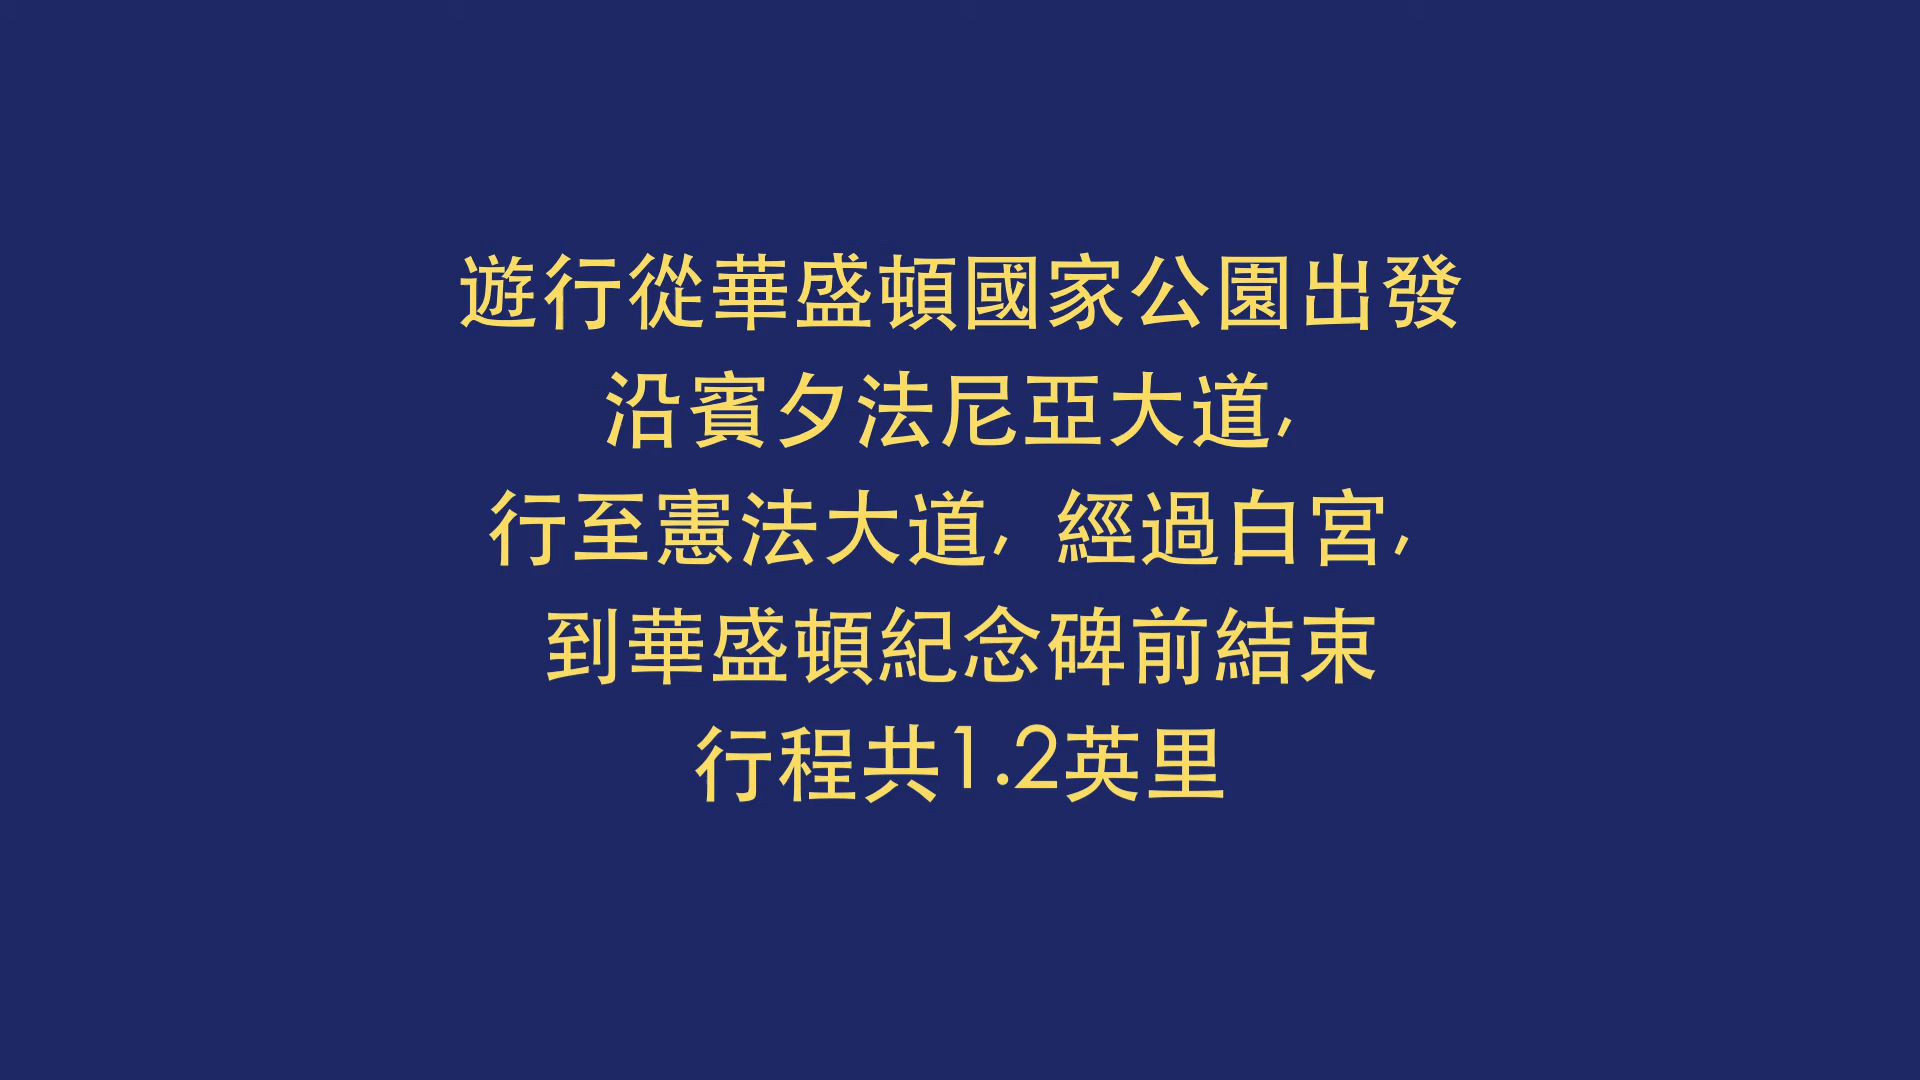 遊行從華盛頓國家公園出發
沿賓夕法尼亞大道,
行至憲法大道, 經過白宮,
到華盛頓紀念碑前結束
行程共1.2英里